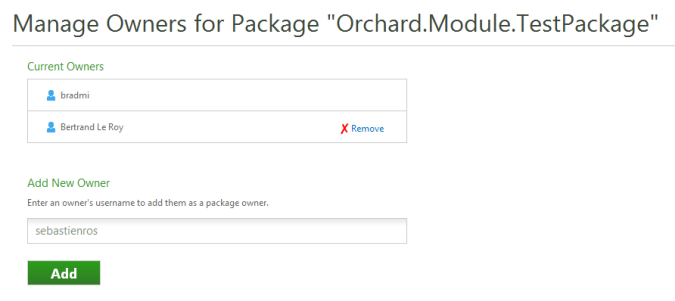 Manage Owners for Package "Orchard.Module.TestPackage"
Current Owners
bradmi
Bertrand Le Roy
Remove
Add New Owner
Enter an owner's username to add them as a package owner.
sebastienros
Add